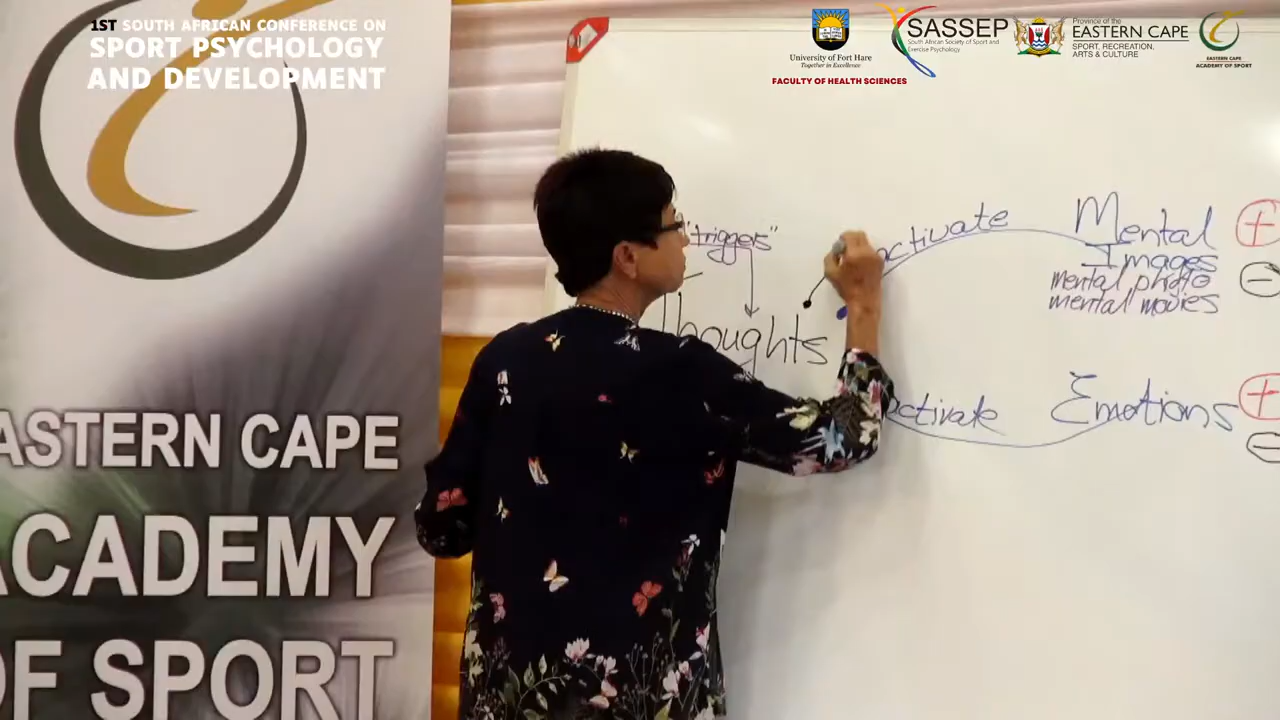 1ST SOUTH AFRICAN CONFERENCE ON
SPORT PSYCHOLOGY
AND DEVELOPMENT
University of Fort Hare
Together in Excellence
FACULTY OF HEALTH SCIENCES
SASSEP
South African Society of Sport and
Exercise Psychology
Province of the
EASTERN CAPE
SPORT, RECREATION,
ARTS & CULTURE
EASTERN CAPE
ACADEMY OF SPORT
ASTERN CAPE
ACADEMY
OF SPORT
"triggers"
Thoughts
activate
Mental
Images
mental photo
mental movies
+
-
activate
Emotions
+
-